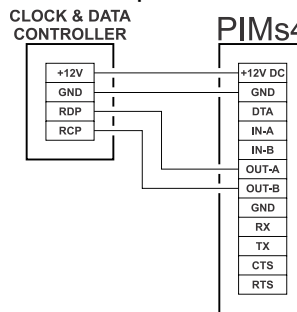 CLOCK & DATA
CONTROLLER
PIMs4
+12V
GND
RDP
RCP
+12V DC
GND
DTA
IN-A
IN-B
OUT-A
OUT-B
GND
RX
TX
CTS
RTS